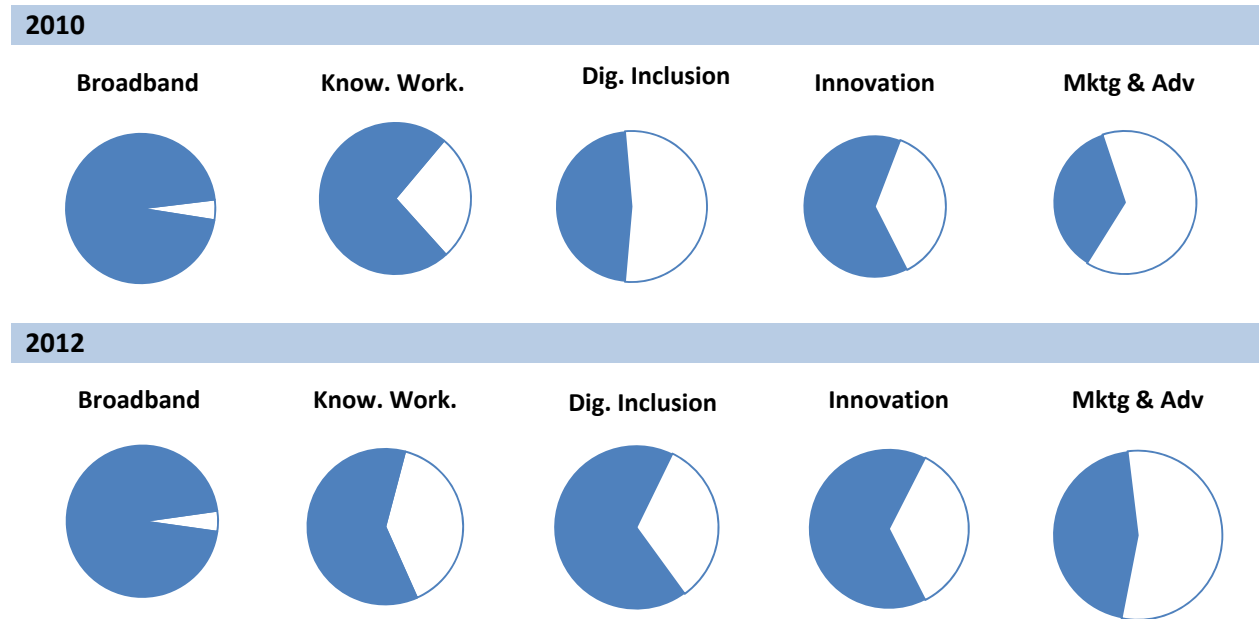 2010
Broadband
Know. Work.
Dig. Inclusion
Innovation
Mktg & Adv
2012
Broadband
Know. Work.
Dig. Inclusion
Innovation
Mktg & Adv